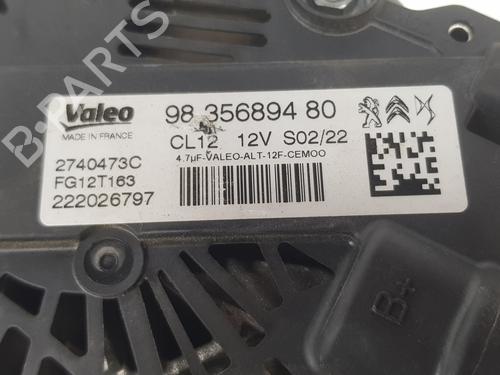 B-PARTS
Valeo
MADE IN FRANCE
98 356894 80
CL12 12V S02/22
4.7µF-VALEO-ALT-12F-CEMOO
2740473C
FG12T163
222026797
B+